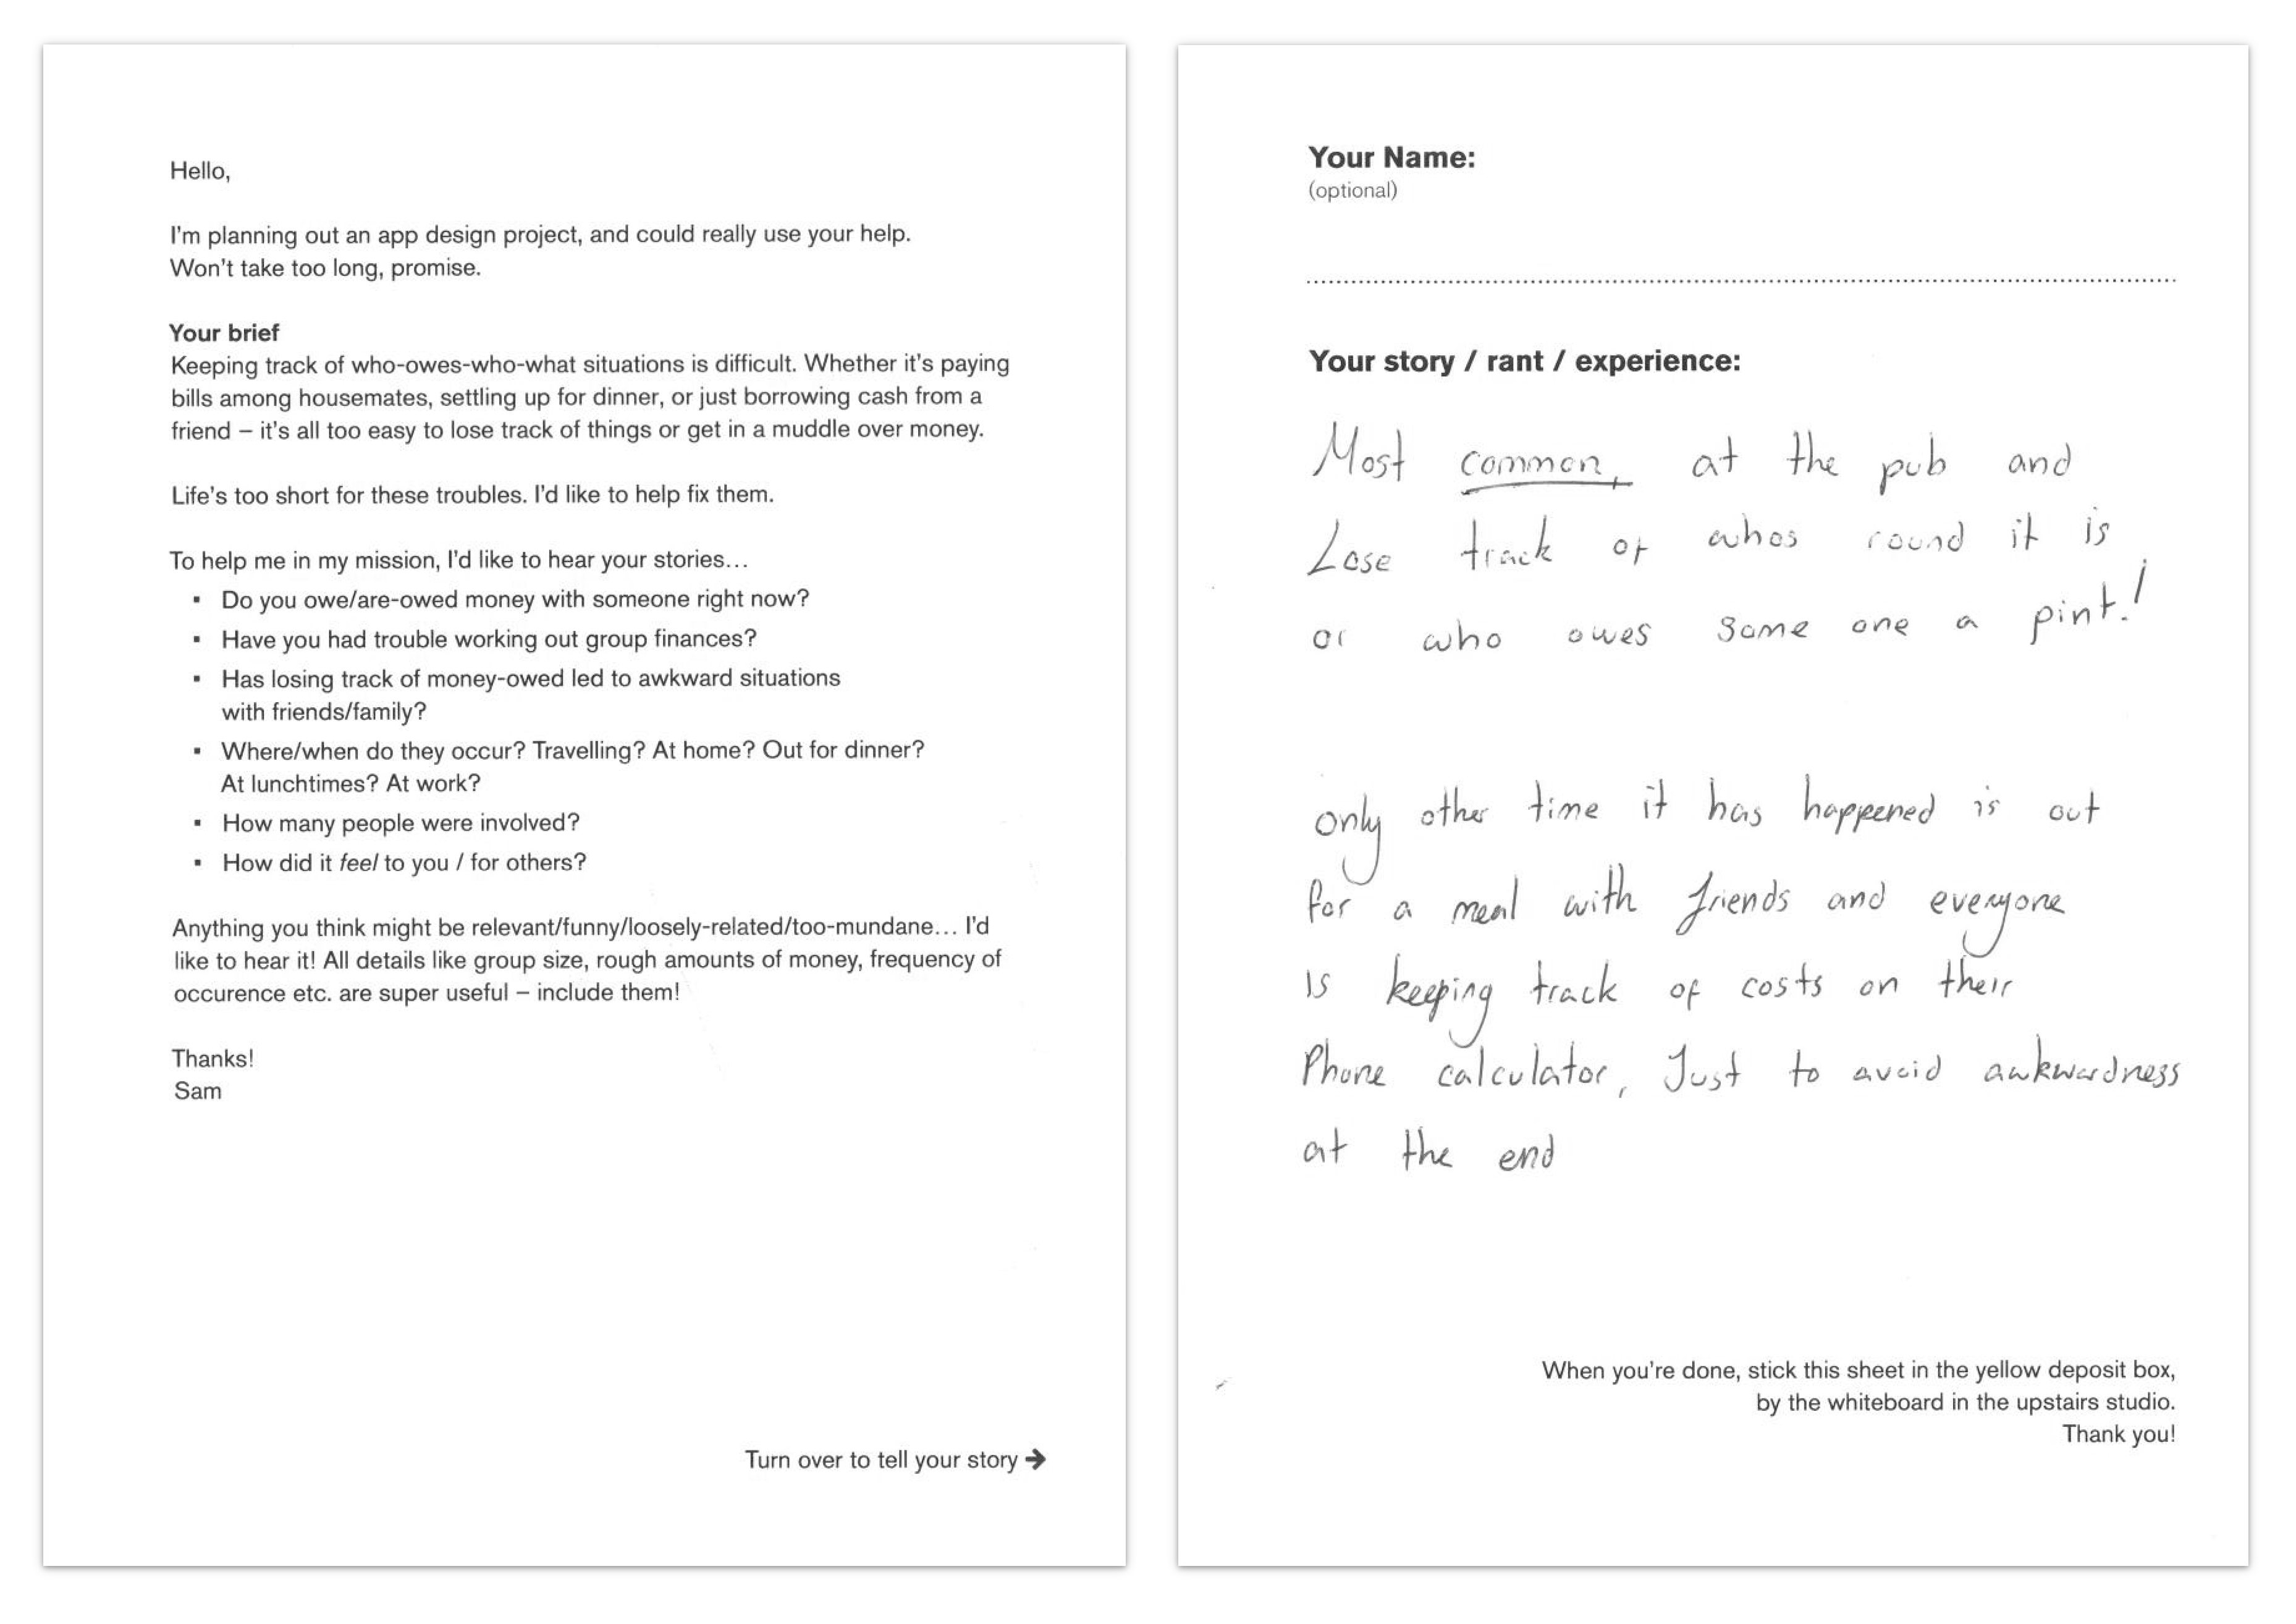 Hello,
I'm planning out an app design project, and could really use your help.
Won't take too long, promise.
Your brief
Keeping track of who-owes-who-what situations is difficult. Whether it's paying
bills among housemates, settling up for dinner, or just borrowing cash from a
friend – it's all too easy to lose track of things or get in a muddle over money.
Life's too short for these troubles. I'd like to help fix them.
To help me in my mission, I'd like to hear your stories…
▪ Do you owe/are-owed money with someone right now?
▪ Have you had trouble working out group finances?
▪ Has losing track of money-owed led to awkward situations
with friends/family?
▪ Where/when do they occur? Travelling? At home? Out for dinner?
At lunchtimes? At work?
▪ How many people were involved?
▪ How did it feel to you / for others?
Anything you think might be relevant/funny/loosely-related/too-mundane… I'd
like to hear it! All details like group size, rough amounts of money, frequency of
occurence etc. are super useful – include them!
Thanks!
Sam
Turn over to tell your story →
Your Name:
(optional)
Your story / rant / experience:
Most common, at the pub and
Lose track of whos round it is
or who owes some one a pint!
only other time it has happened is out
for a meal with friends and everyone
is keeping track of costs on their
Phone calculator, Just to avoid awkwardness
at the end
When you're done, stick this sheet in the yellow deposit box,
by the whiteboard in the upstairs studio.
Thank you!